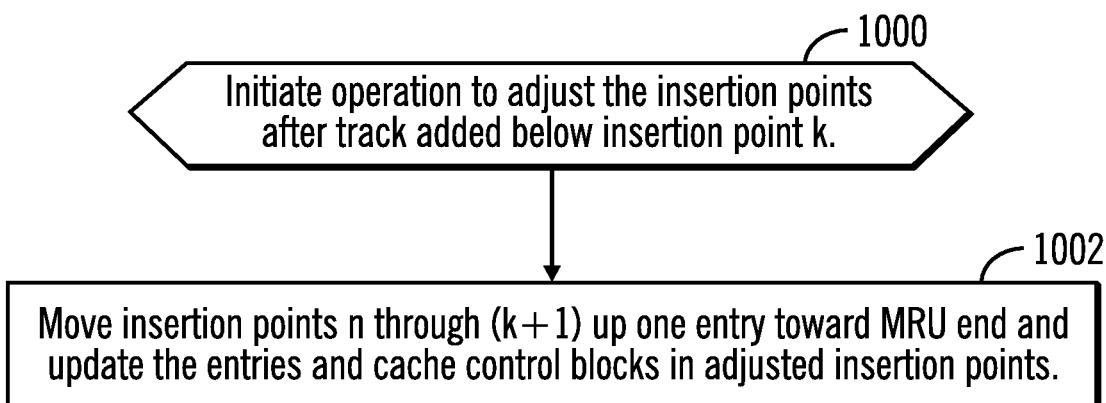 1000
Initiate operation to adjust the insertion points
after track added below insertion point k.
1002
Move insertion points n through (k+1) up one entry toward MRU end and
update the entries and cache control blocks in adjusted insertion points.